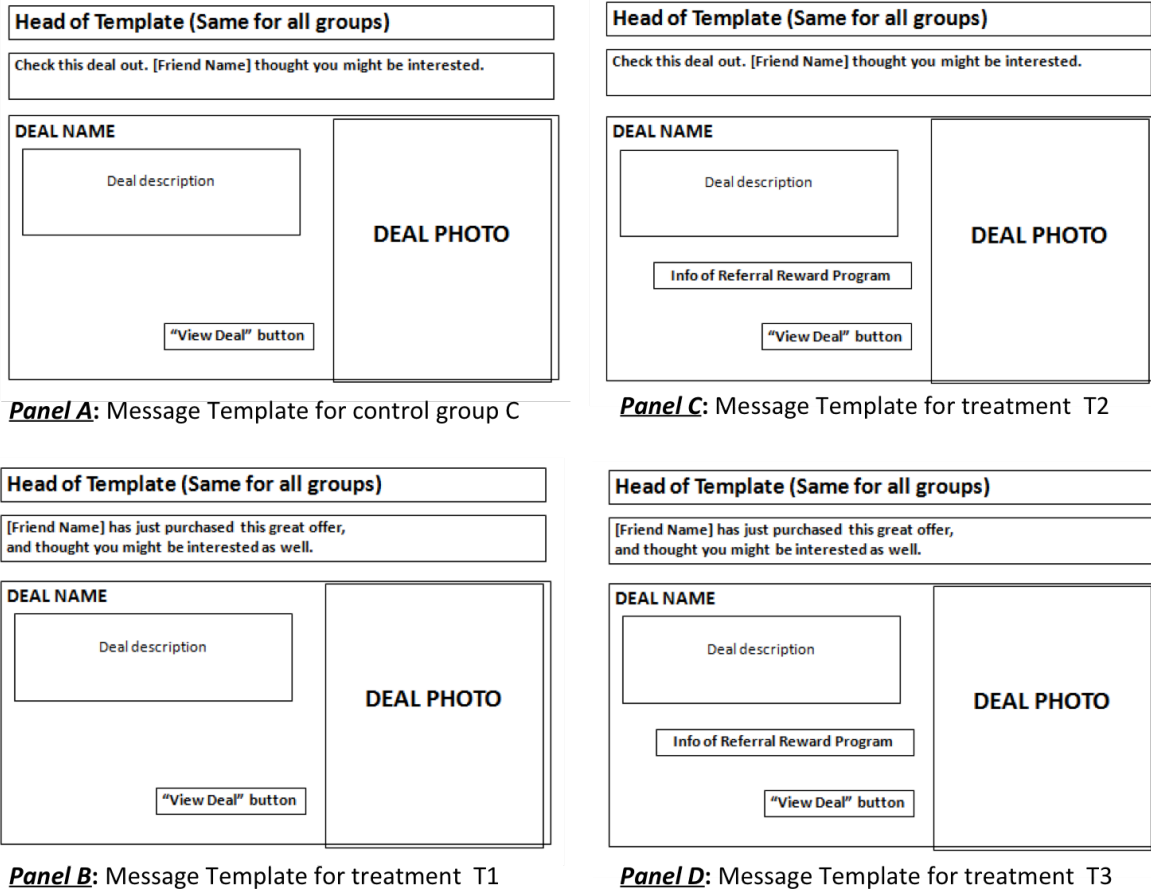 Head of Template (Same for all groups)
Check this deal out. [Friend Name] thought you might be interested.
DEAL NAME
Deal description
DEAL PHOTO
“View Deal” button
Panel A: Message Template for control group C
Head of Template (Same for all groups)
Check this deal out. [Friend Name] thought you might be interested.
DEAL NAME
Deal description
DEAL PHOTO
Info of Referral Reward Program
“View Deal” button
Panel C: Message Template for treatment T2
Head of Template (Same for all groups)
[Friend Name] has just purchased this great offer,
and thought you might be interested as well.
DEAL NAME
Deal description
DEAL PHOTO
“View Deal” button
Panel B: Message Template for treatment T1
Head of Template (Same for all groups)
[Friend Name] has just purchased this great offer,
and thought you might be interested as well.
DEAL NAME
Deal description
DEAL PHOTO
Info of Referral Reward Program
“View Deal” button
Panel D: Message Template for treatment T3